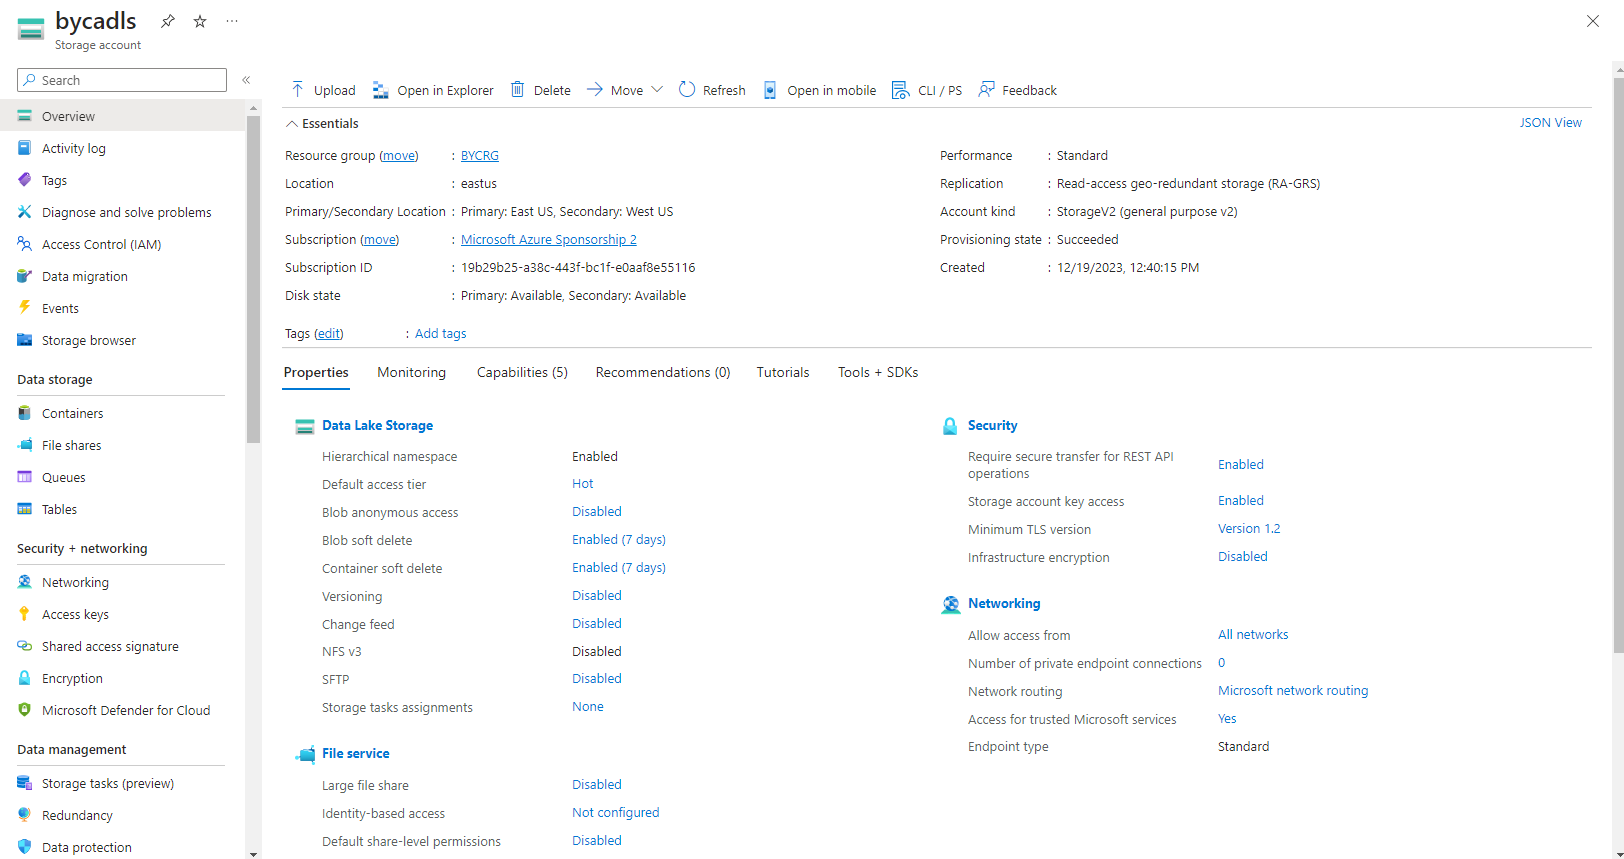 bycadls
Storage account
Search
Overview
Activity log
Tags
Diagnose and solve problems
Access Control (IAM)
Data migration
Events
Storage browser
Data storage
Containers
File shares
Queues
Tables
Security + networking
Networking
Access keys
Shared access signature
Encryption
Microsoft Defender for Cloud
Data management
Storage tasks (preview)
Redundancy
Data protection
Upload Open in Explorer Delete Move Refresh Open in mobile CLI / PS Feedback
Essentials JSON View
Resource group (move) : BYCRG
Location : eastus
Primary/Secondary Location : Primary: East US, Secondary: West US
Subscription (move) : Microsoft Azure Sponsorship 2
Subscription ID : 19b29b25-a38c-443f-bc1f-e0aaf8e55116
Disk state : Primary: Available, Secondary: Available
Performance : Standard
Replication : Read-access geo-redundant storage (RA-GRS)
Account kind : StorageV2 (general purpose v2)
Provisioning state : Succeeded
Created : 12/19/2023, 12:40:15 PM
Tags (edit) : Add tags
Properties Monitoring Capabilities (5) Recommendations (0) Tutorials Tools + SDKs
Data Lake Storage
Hierarchical namespace Enabled
Default access tier Hot
Blob anonymous access Disabled
Blob soft delete Enabled (7 days)
Container soft delete Enabled (7 days)
Versioning Disabled
Change feed Disabled
NFS v3 Disabled
SFTP Disabled
Storage tasks assignments None
File service
Large file share Disabled
Identity-based access Not configured
Default share-level permissions Disabled
Security
Require secure transfer for REST API
operations Enabled
Storage account key access Enabled
Minimum TLS version Version 1.2
Infrastructure encryption Disabled
Networking
Allow access from All networks
Number of private endpoint connections 0
Network routing Microsoft network routing
Access for trusted Microsoft services Yes
Endpoint type Standard